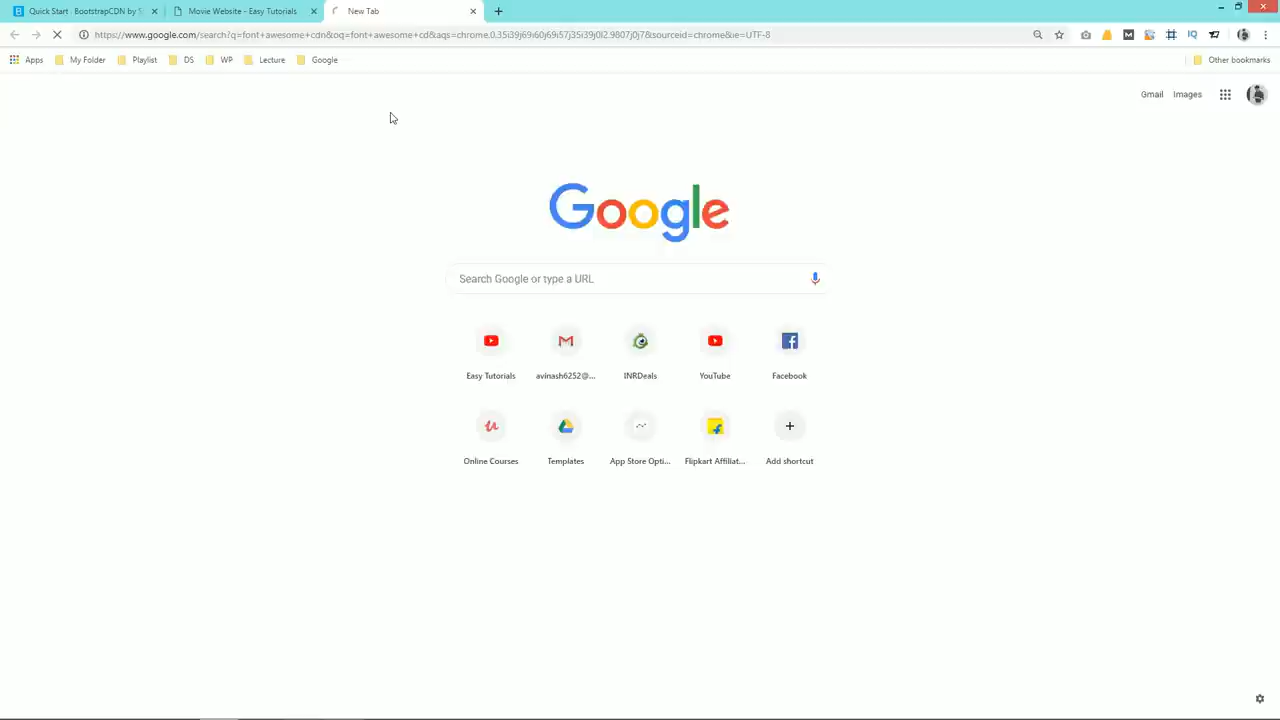 Quick Start · BootstrapCDN by S
Movie Website - Easy Tutorials
New Tab
https://www.google.com/search?q=font+awesome+cdn&oq=font+awesome+cd&aqs=chrome.0.35i39j69i60j69i57j35i39j0l2.9807j0j7&sourceid=chrome&ie=UTF-8
Apps My Folder Playlist DS WP Lecture Google Other bookmarks
Gmail Images
Google
Search Google or type a URL
Easy Tutorials avinash6252@... INRDeals YouTube Facebook
Online Courses Templates App Store Opti... Flipkart Affiliat... Add shortcut